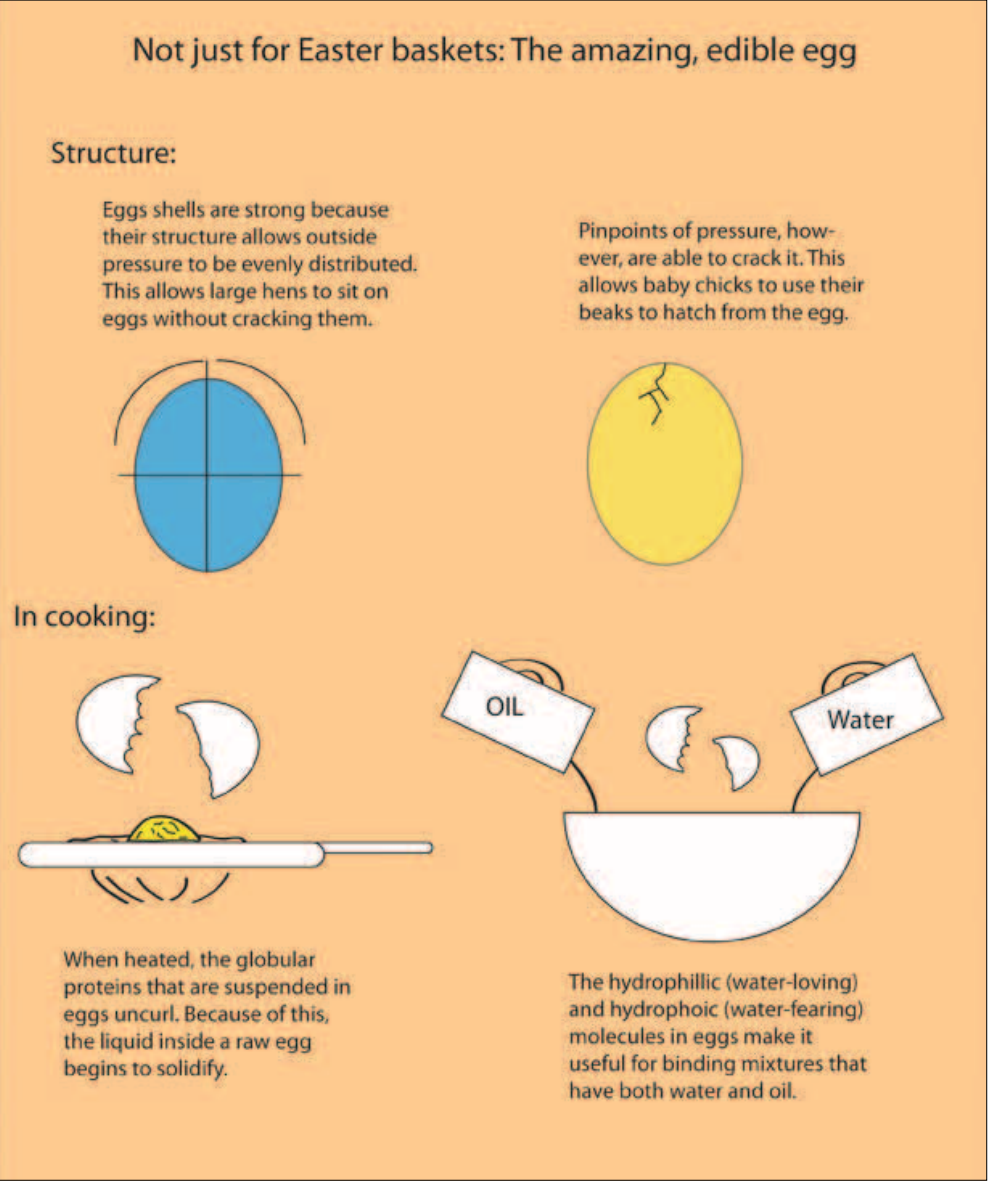 Not just for Easter baskets: The amazing, edible egg
Structure:
Eggs shells are strong because
their structure allows outside
pressure to be evenly distributed.
This allows large hens to sit on
eggs without cracking them.
Pinpoints of pressure, how-
ever, are able to crack it. This
allows baby chicks to use their
beaks to hatch from the egg.
In cooking:
OIL
Water
When heated, the globular
proteins that are suspended in
eggs uncurl. Because of this,
the liquid inside a raw egg
begins to solidify.
The hydrophillic (water-loving)
and hydrophoic (water-fearing)
molecules in eggs make it
useful for binding mixtures that
have both water and oil.